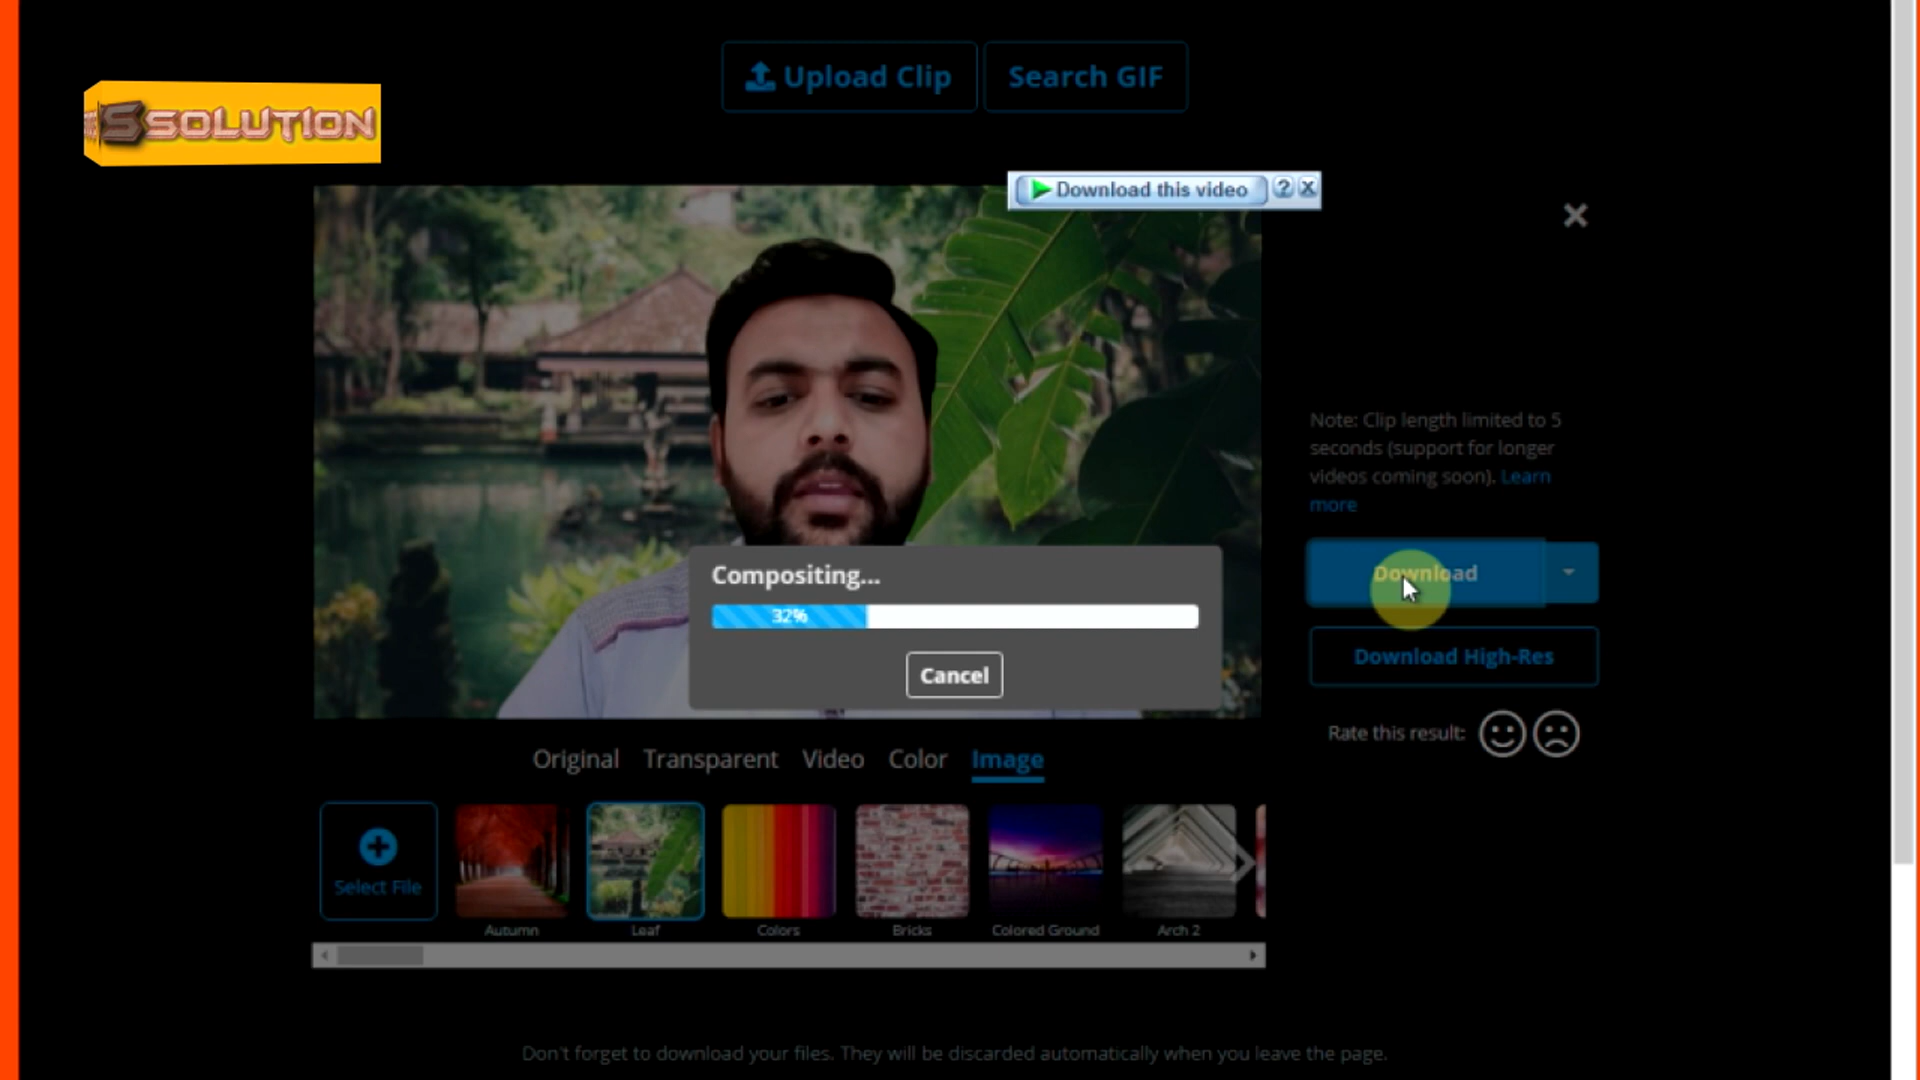 Upload Clip
Search GIF
SSOLUTION
Download this video
?
X
Note: Clip length limited to 5
seconds (support for longer
videos coming soon). Learn
more
Download
Download High-Res
Rate this result:
Compositing...
32%
Cancel
Original
Transparent
Video
Color
Image
Select File
Autumn
Leaf
Colors
Bricks
Colored Ground
Arch 2
Don't forget to download your files. They will be discarded automatically when you leave the page.